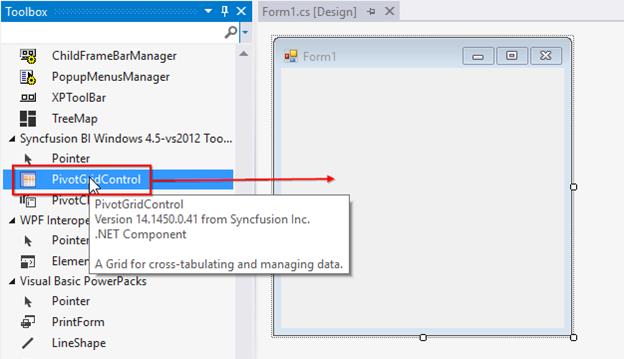 Toolbox
ChildFrameBarManager
PopupMenusManager
XPToolBar
TreeMap
Syncfusion BI Windows 4.5-vs2012 Too...
Pointer
PivotGridControl
PivotCh
PivotGridControl
Version 14.1450.0.41 from Syncfusion Inc.
.NET Component
A Grid for cross-tabulating and managing data.
WPF Interope
Pointer
Elemen
Visual Basic PowerPacks
Pointer
PrintForm
LineShape
Form1.cs [Design]
Form1